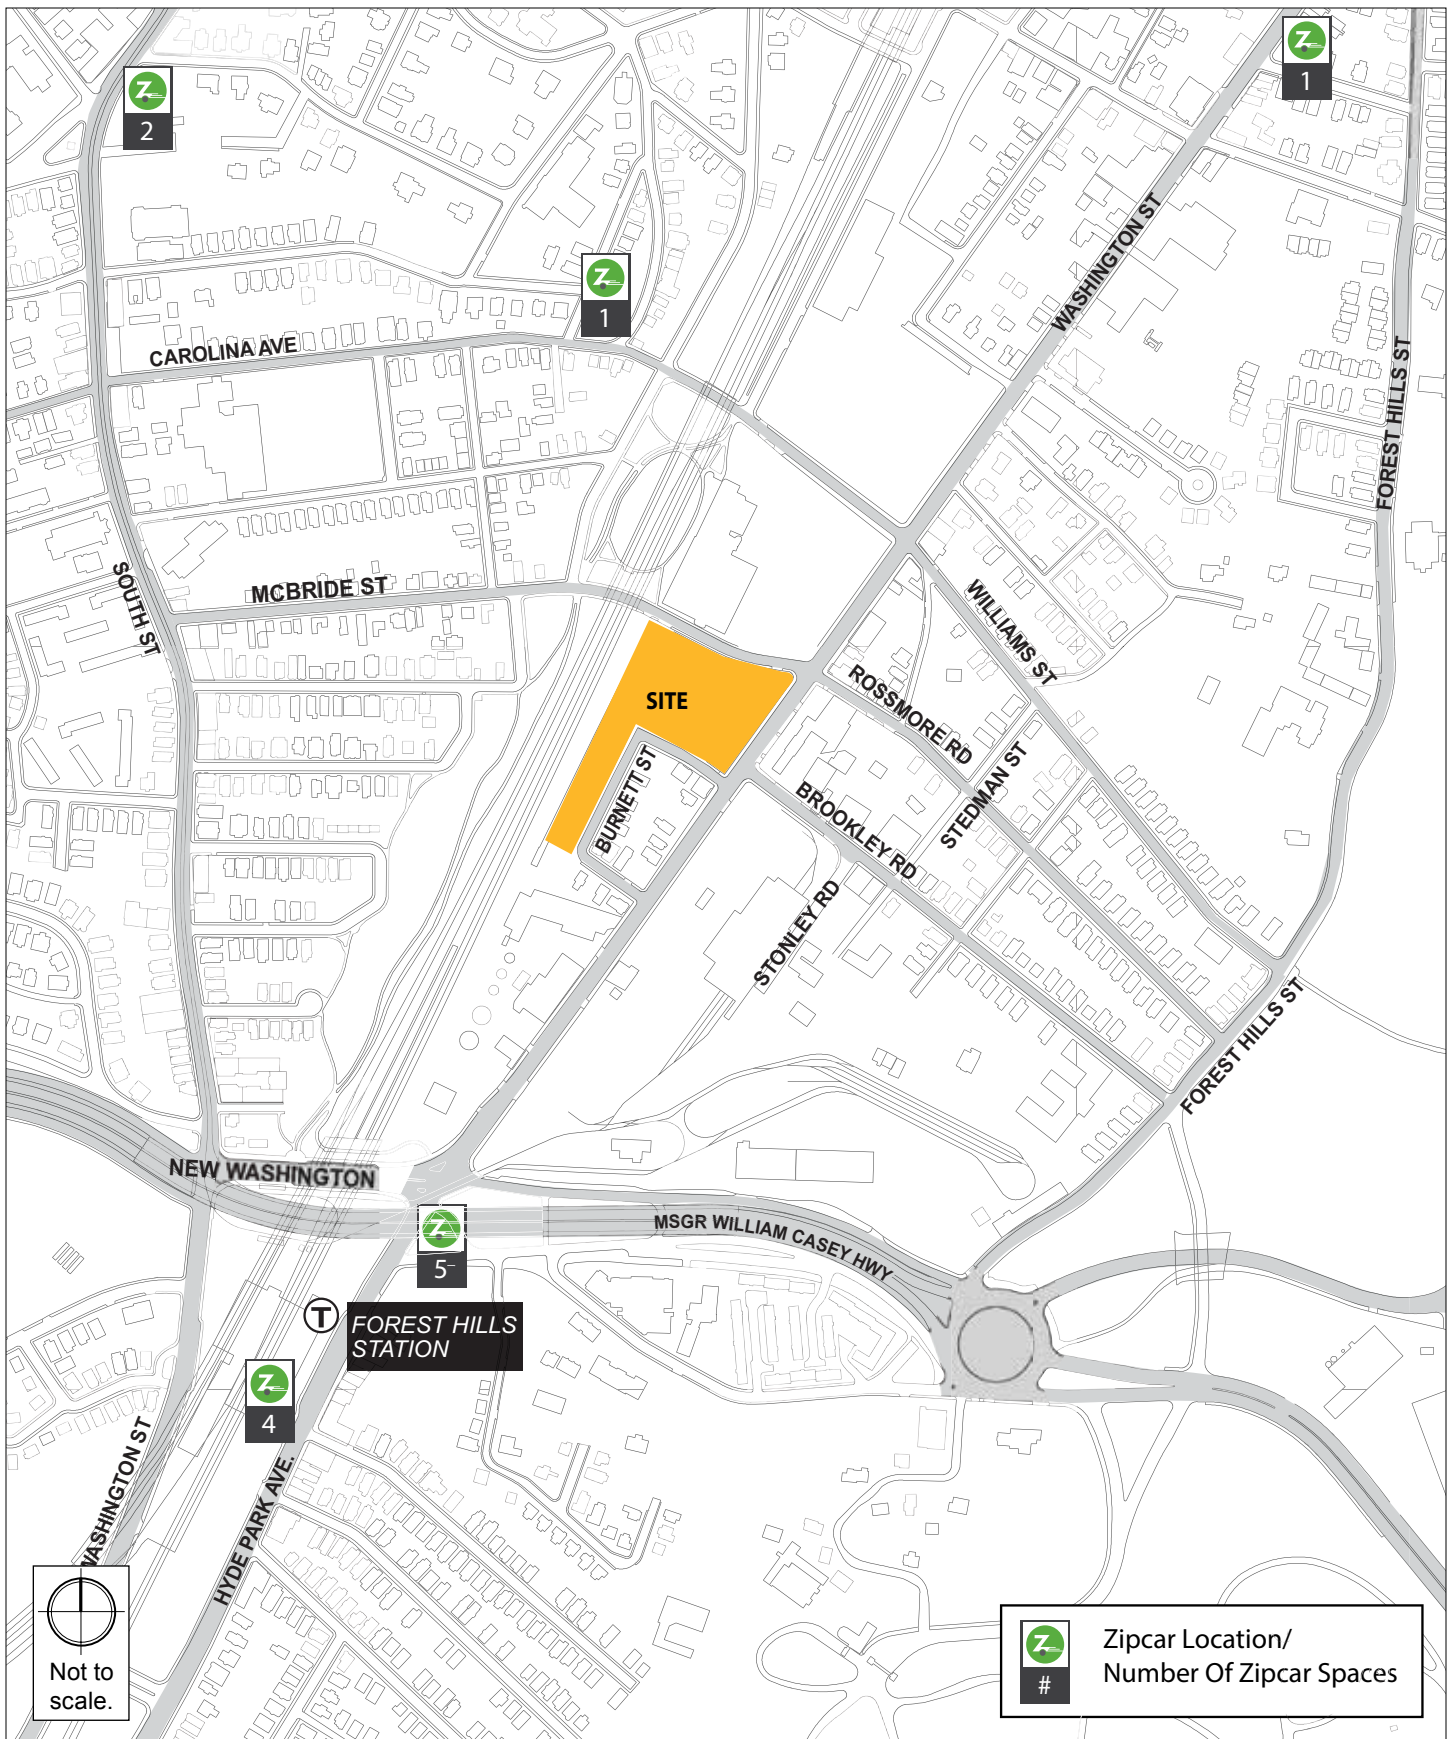 Z
1
Z
2
WASHINGTON ST
Z
1
CAROLINA AVE
FOREST HILLS ST
SOUTH ST
MCBRIDE ST
WILLIAMS ST
SITE
ROSSMORE RD
BURNETT ST
STEDMAN ST
BROOKLEY RD
STONLEY RD
FOREST HILLS ST
NEW WASHINGTON
MSGR WILLIAM CASEY HWY
Z
5
T
FOREST HILLS
STATION
Z
4
WASHINGTON ST
HYDE PARK AVE.
Not to
scale.
Z
#
Zipcar Location/
Number Of Zipcar Spaces